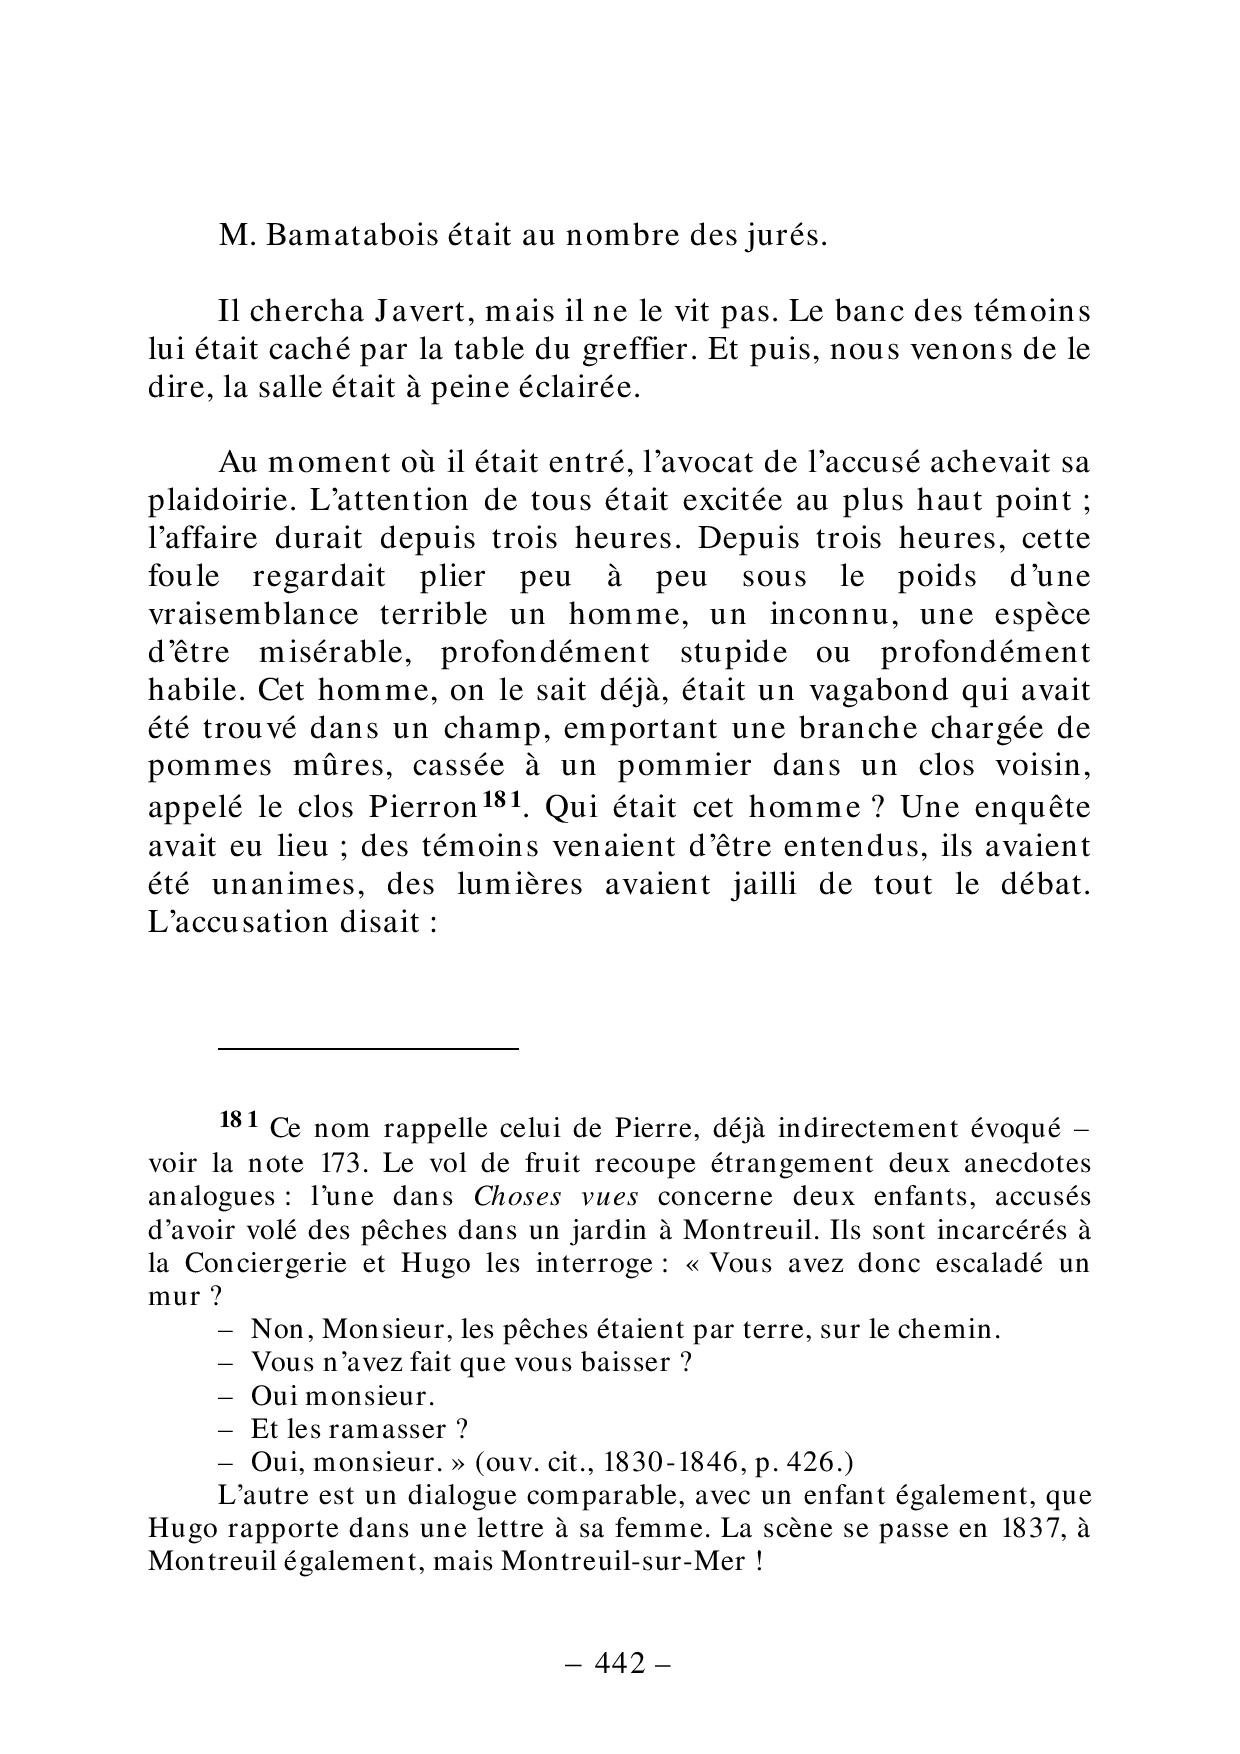 M. Bamatabois était au nombre des jurés.
Il chercha Javert, mais il ne le vit pas. Le banc des témoins
lui était caché par la table du greffier. Et puis, nous venons de le
dire, la salle était à peine éclairée.
Au moment où il était entré, l’avocat de l’accusé achevait sa
plaidoirie. L’attention de tous était excitée au plus haut point ;
l’affaire durait depuis trois heures. Depuis trois heures, cette
foule regardait plier peu à peu sous le poids d’une
vraisemblance terrible un homme, un inconnu, une espèce
d’être misérable, profondément stupide ou profondément
habile. Cet homme, on le sait déjà, était un vagabond qui avait
été trouvé dans un champ, emportant une branche chargée de
pommes mûres, cassée à un pommier dans un clos voisin,
appelé le clos Pierron181. Qui était cet homme ? Une enquête
avait eu lieu ; des témoins venaient d’être entendus, ils avaient
été unanimes, des lumières avaient jailli de tout le débat.
L’accusation disait :
181 Ce nom rappelle celui de Pierre, déjà indirectement évoqué –
voir la note 173. Le vol de fruit recoupe étrangement deux anecdotes
analogues : l’une dans Choses vues concerne deux enfants, accusés
d’avoir volé des pêches dans un jardin à Montreuil. Ils sont incarcérés à
la Conciergerie et Hugo les interroge : « Vous avez donc escaladé un
mur ?
– Non, Monsieur, les pêches étaient par terre, sur le chemin.
– Vous n’avez fait que vous baisser ?
– Oui monsieur.
– Et les ramasser ?
– Oui, monsieur. » (ouv. cit., 1830-1846, p. 426.)
L’autre est un dialogue comparable, avec un enfant également, que
Hugo rapporte dans une lettre à sa femme. La scène se passe en 1837, à
Montreuil également, mais Montreuil-sur-Mer !
– 442 –